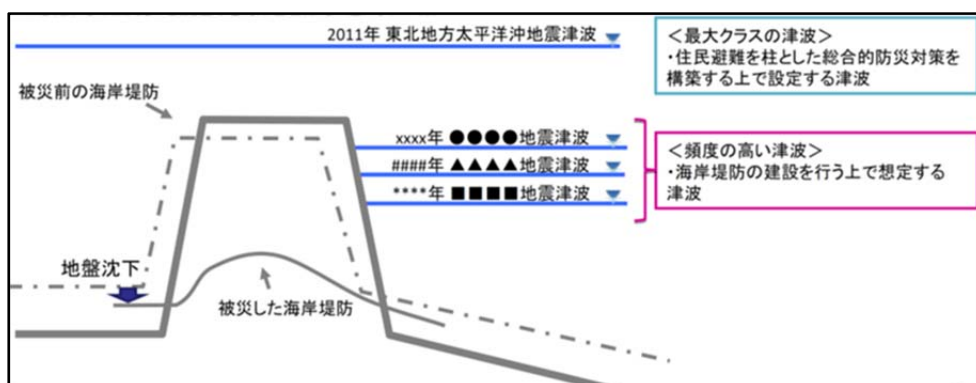 2011年 東北地方太平洋沖地震津波
＜最大クラスの津波＞
・住民避難を柱とした総合的防災対策を
構築する上で設定する津波
被災前の海岸堤防
xxxx年 ●●●●地震津波
####年 ▲▲▲▲地震津波
****年 ■■■■地震津波
＜頻度の高い津波＞
・海岸堤防の建設を行う上で想定する
津波
地盤沈下
被災した海岸堤防